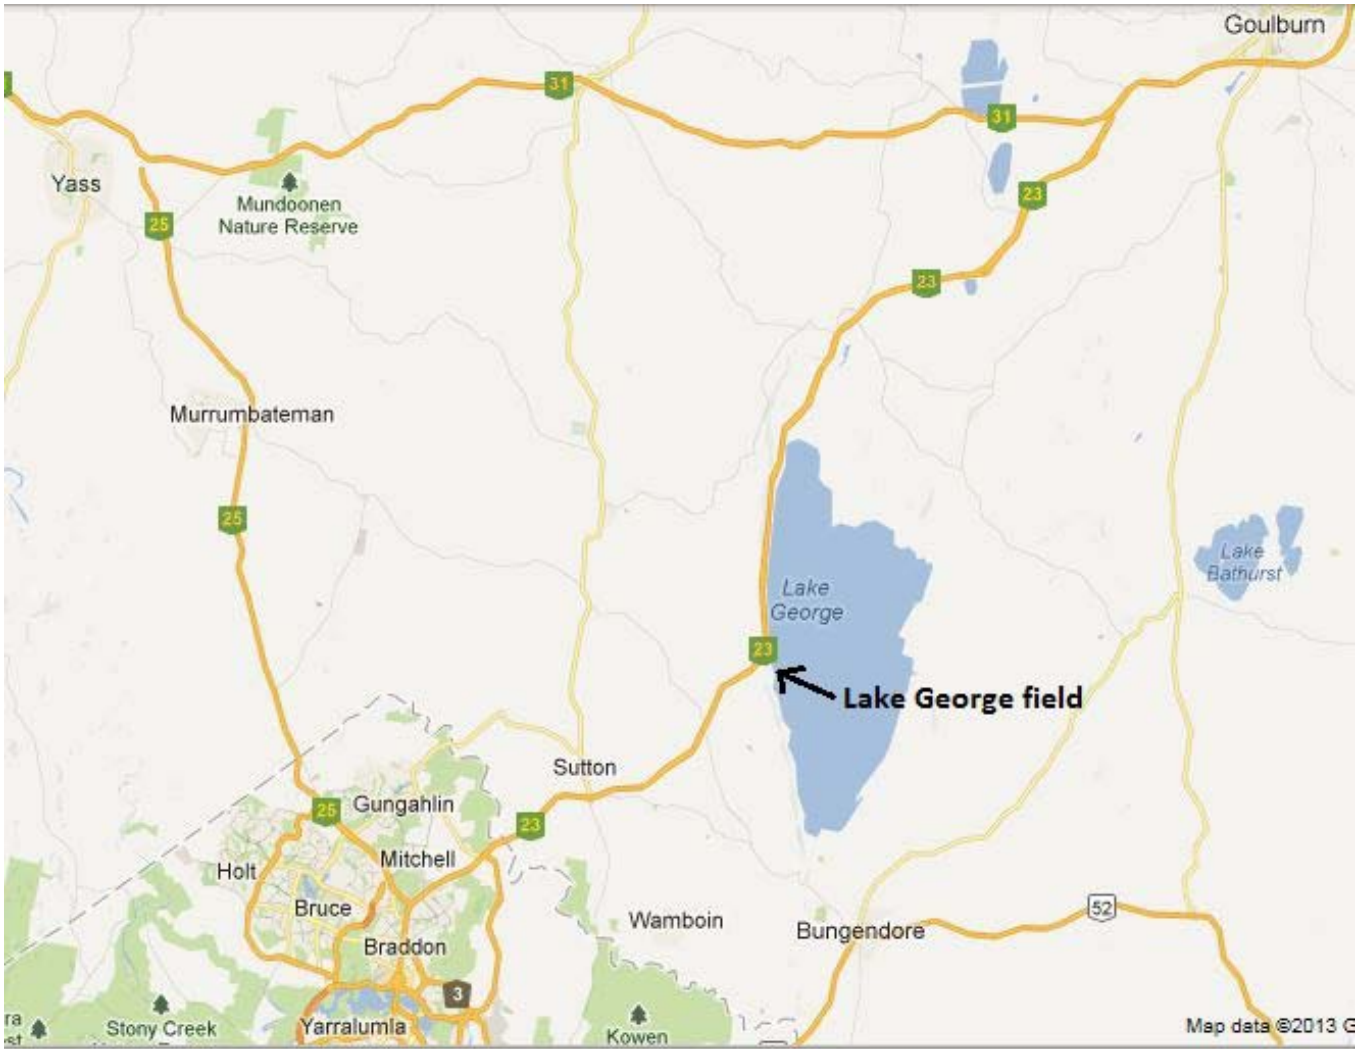 Goulburn
31
31
Yass
23
Mundoonen
Nature Reserve
25
23
Murrumbateman
25
Lake
Bathurst
Lake
George
23
Lake George field
Sutton
Gungahlin
25
23
Mitchell
Holt
Bruce
52
Wamboin
Bungendore
Braddon
3
ra
st
Stony Creek
Yarralumla
Kowen
Map data ©2013 G